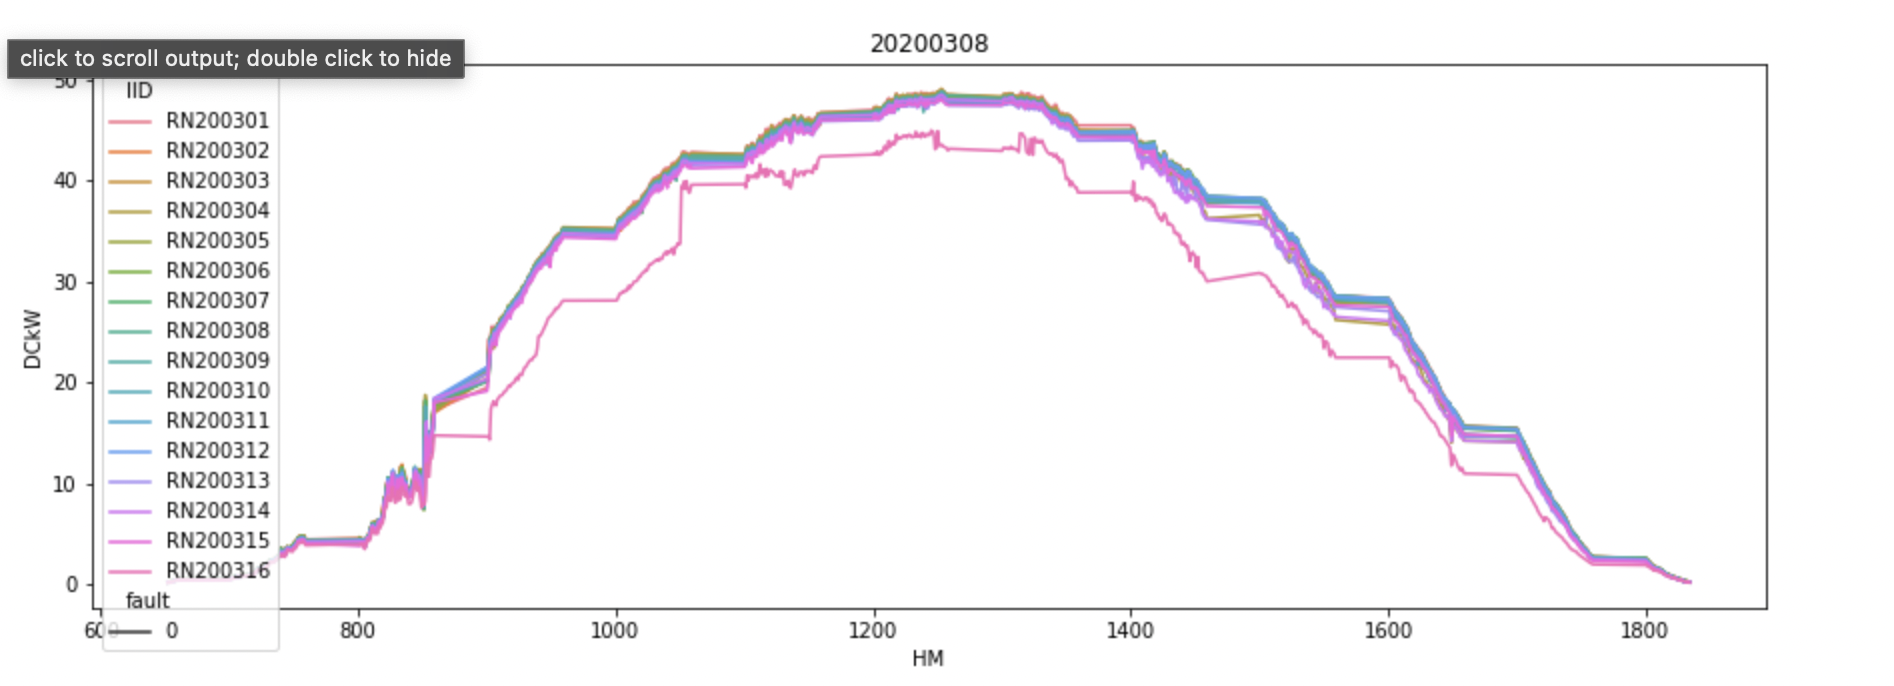 20200308
click to scroll output; double click to hide
50
40
30
20
10
0
DCkW
IID
RN200301
RN200302
RN200303
RN200304
RN200305
RN200306
RN200307
RN200308
RN200309
RN200310
RN200311
RN200312
RN200313
RN200314
RN200315
RN200316
fault
0
600 800 1000 1200 1400 1600 1800
HM